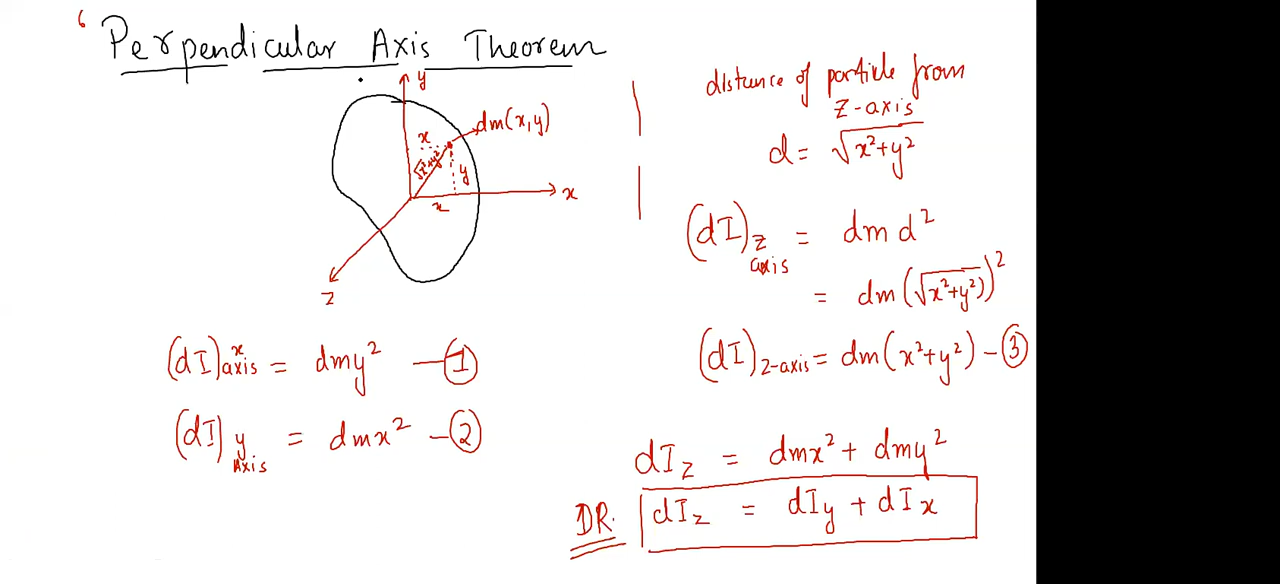 6
Perpendicular Axis Theorem
y
dm(x,y)
x
√x²+y²
y
x
x
z
(dI)x axis = dmy² — ①
(dI) y Axis = dmx² - ②
distance of particle from
Z-axis
d = √x²+y²
(dI)z axis = dm d²
= dm(√x²+y²))²
(dI)z-axis = dm(x²+y²) - ③
dIz = dmx² + dmy²
DR. dIz = dIy + dIx